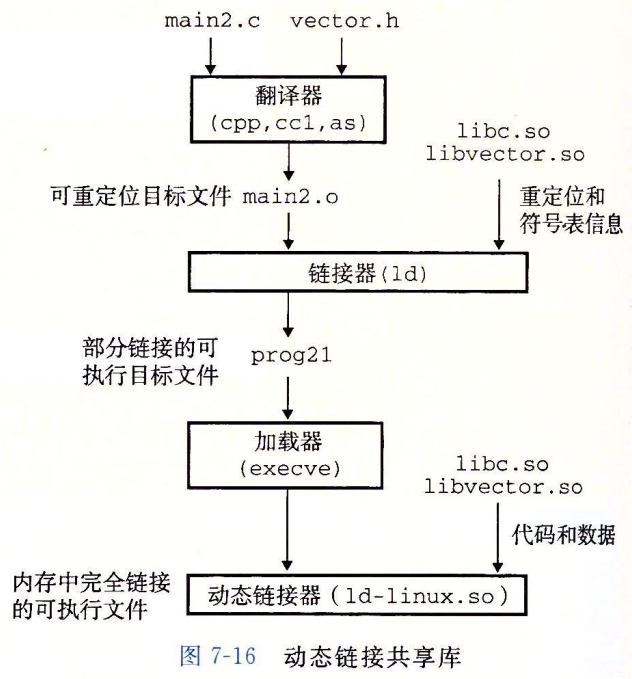 main2.c vector.h
翻译器
(cpp,cc1,as)
libc.so
libvector.so
可重定位目标文件 main2.o
重定位和
符号表信息
链接器(ld)
部分链接的可
执行目标文件
prog21
加载器
(execve)
libc.so
libvector.so
代码和数据
内存中完全链接
的可执行文件
动态链接器(ld-linux.so)
图 7-16 动态链接共享库